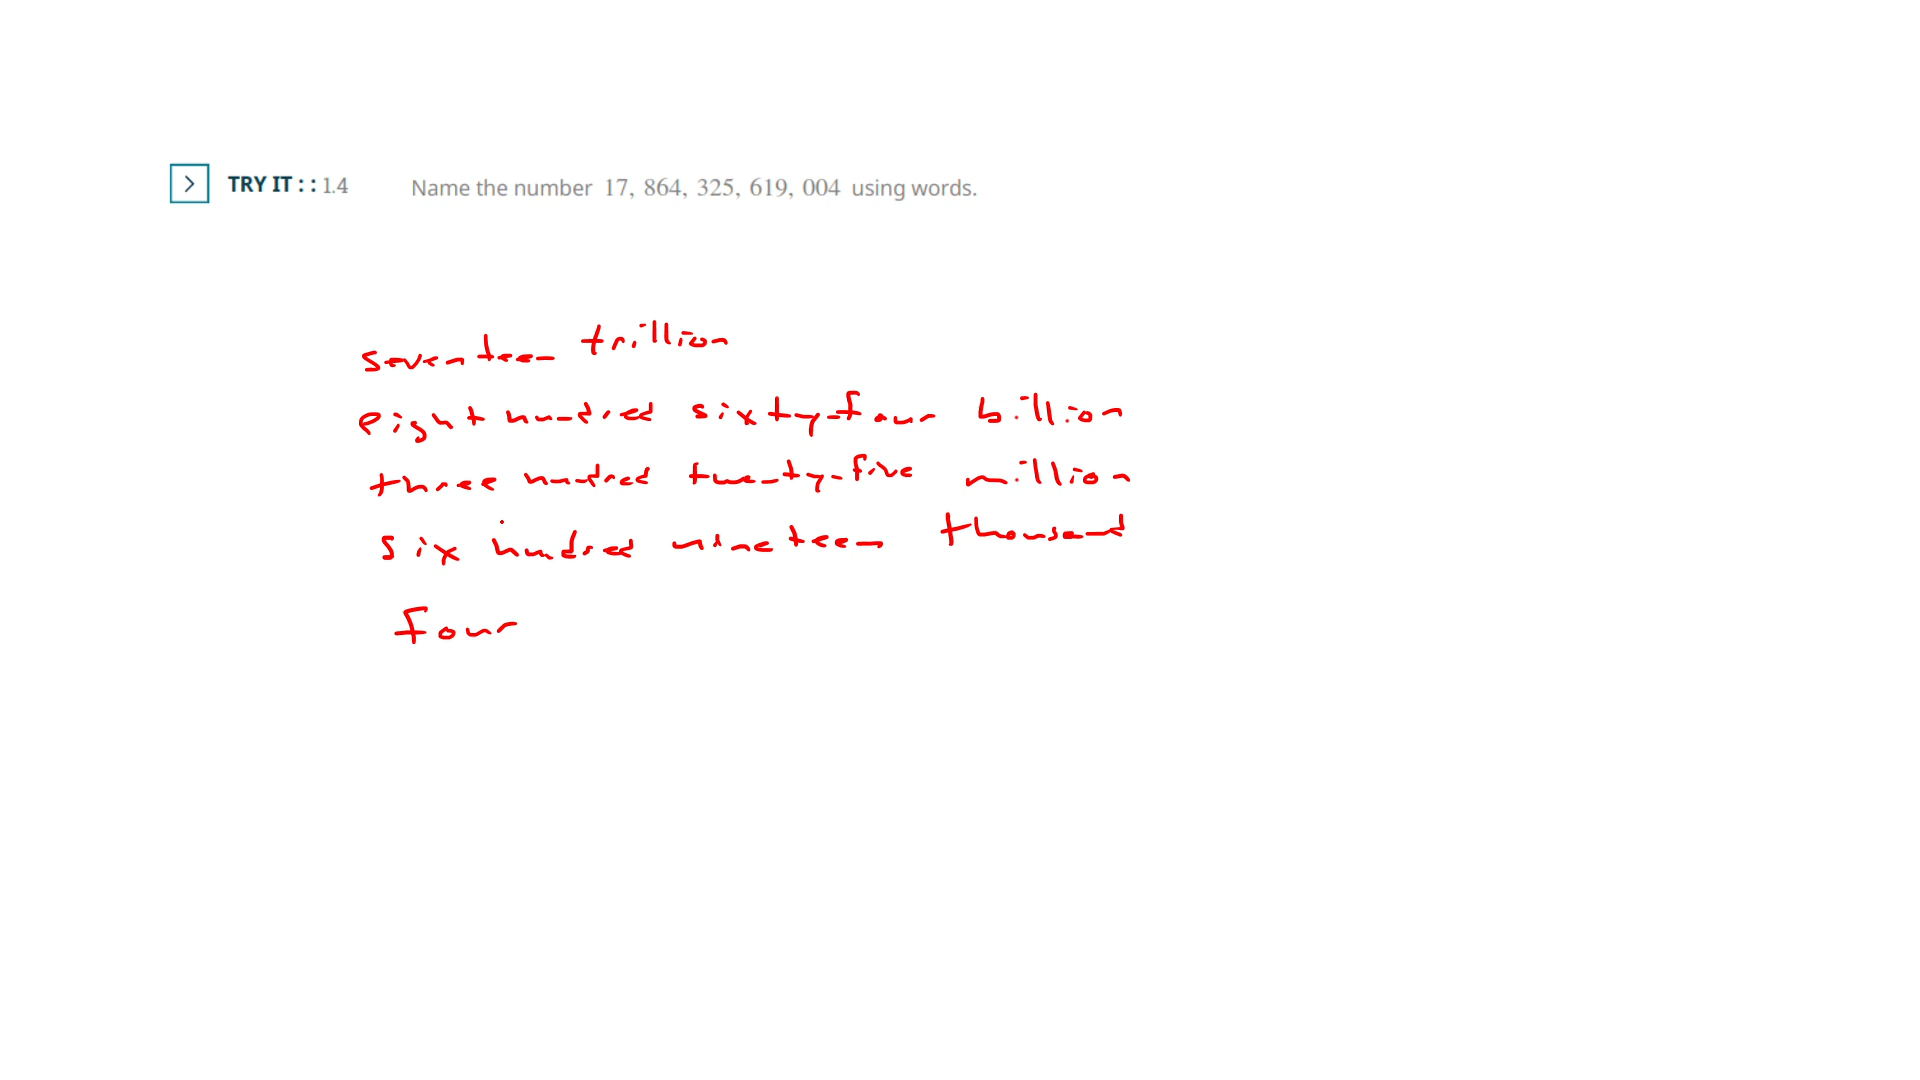 > TRY IT : : 1.4 Name the number 17, 864, 325, 619, 004 using words.
seventeen trillion
eight hundred sixty-four billion
three hundred twenty-five million
six hundred nineteen thousand
four